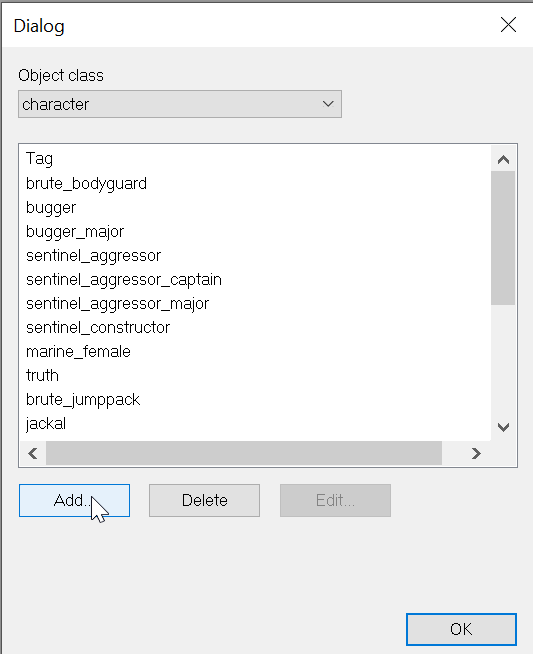 Dialog
Object class
character
Tag
brute_bodyguard
bugger
bugger_major
sentinel_aggressor
sentinel_aggressor_captain
sentinel_aggressor_major
sentinel_constructor
marine_female
truth
brute_jumppack
jackal
Add... Delete Edit...
OK